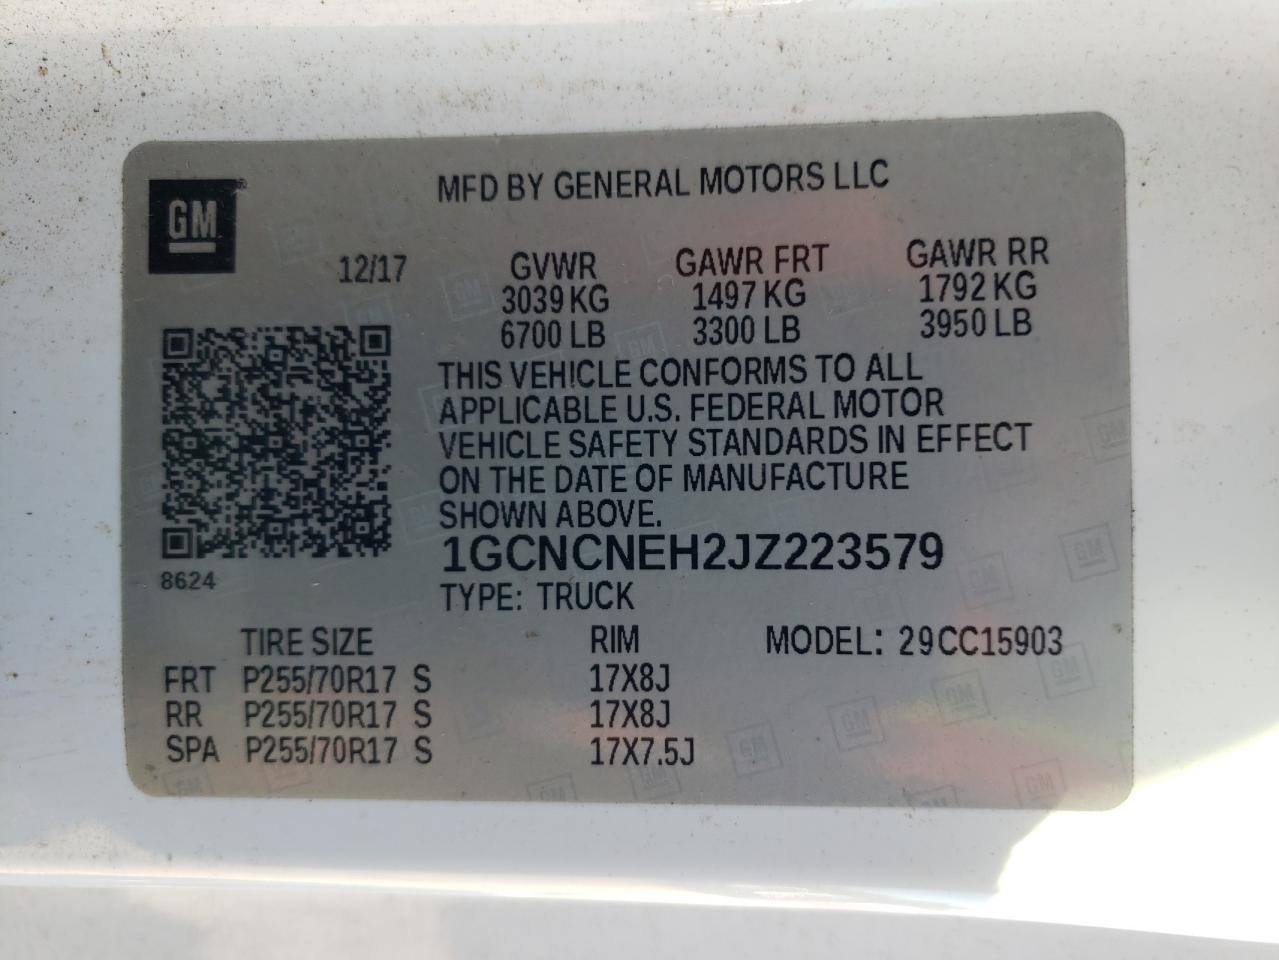 GM
MFD BY GENERAL MOTORS LLC
12/17 GVWR GAWR FRT GAWR RR
3039 KG 1497 KG 1792 KG
6700 LB 3300 LB 3950 LB
THIS VEHICLE CONFORMS TO ALL
APPLICABLE U.S. FEDERAL MOTOR
VEHICLE SAFETY STANDARDS IN EFFECT
ON THE DATE OF MANUFACTURE
SHOWN ABOVE.
1GCNCNEH2JZ223579
8624
TYPE: TRUCK
TIRE SIZE RIM MODEL: 29CC15903
FRT P255/70R17 S 17X8J
RR P255/70R17 S 17X8J
SPA P255/70R17 S 17X7.5J